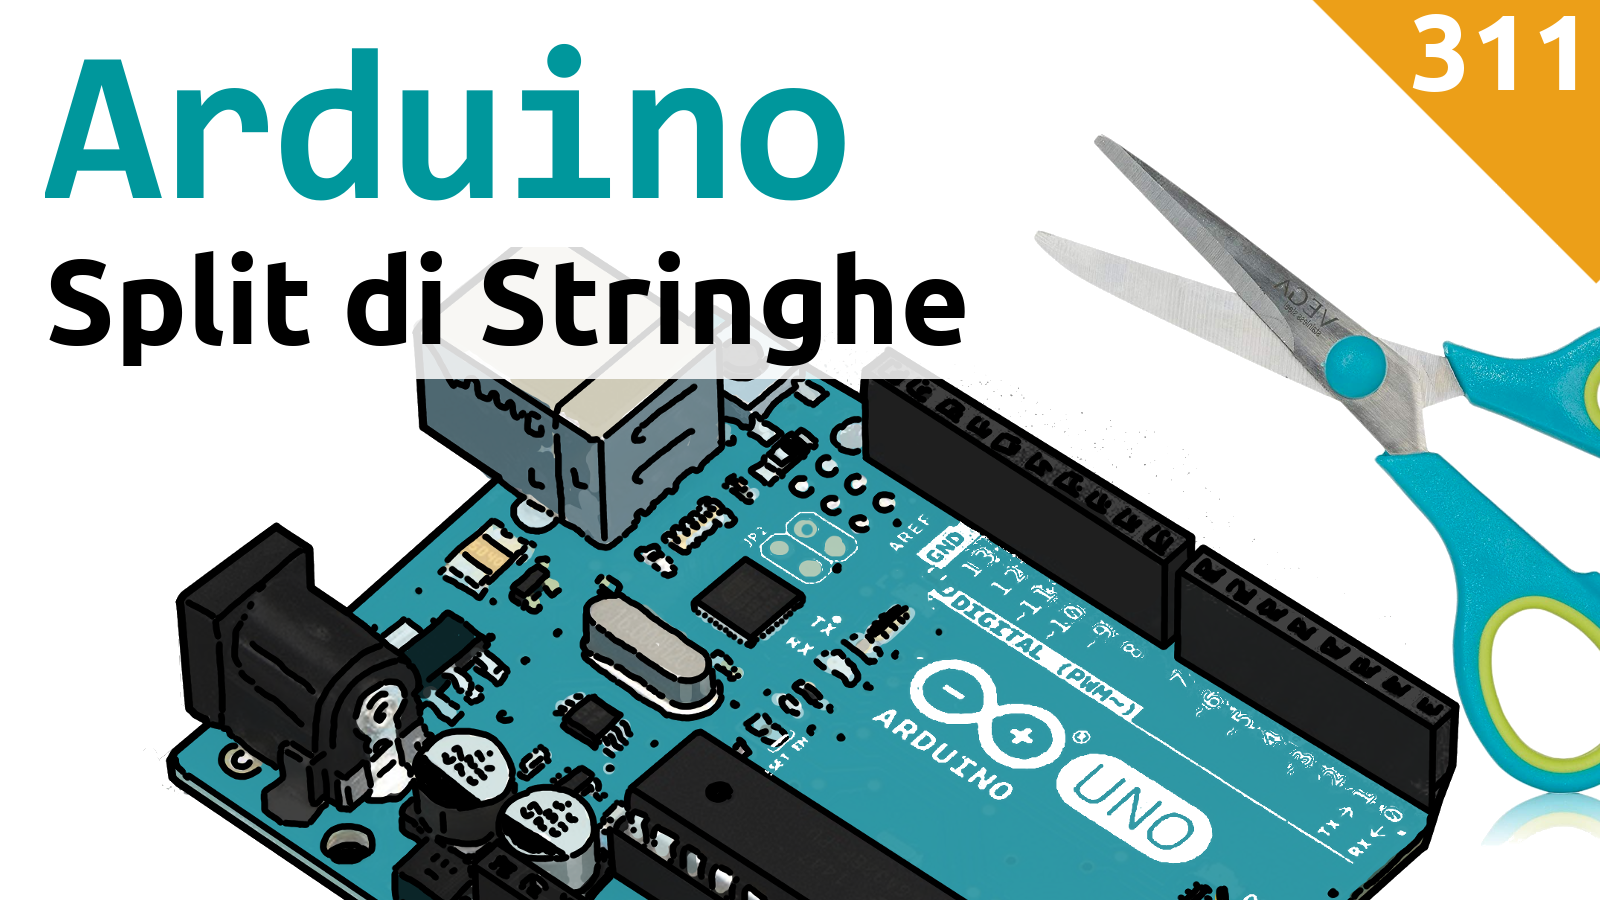 311
Arduino
Split di Stringhe
VEGA
JP2
AREF
GND
13
12
11
10
9
8
DIGITAL (PWM~)
TX
RX
7
ARDUINO
UNO
TX
RX